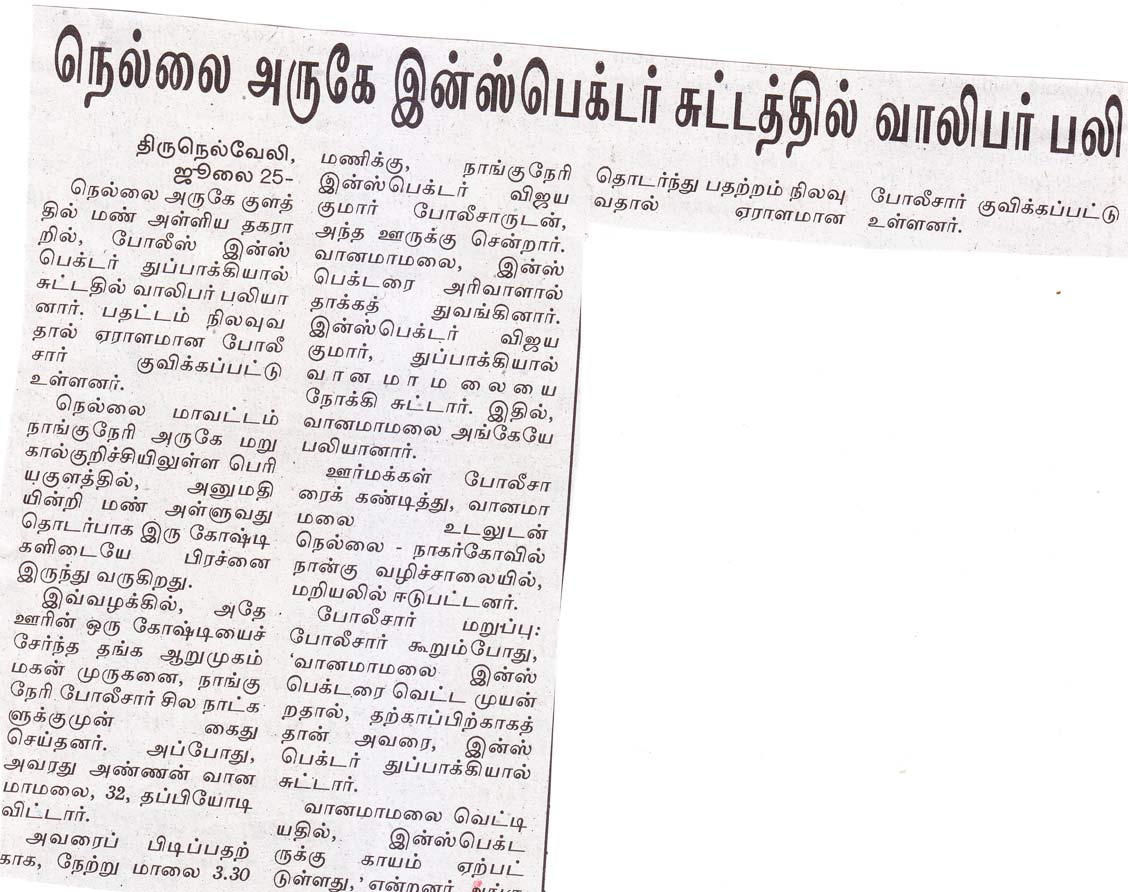 நெல்லை அருகே இன்ஸ்பெக்டர் சுட்டத்தில் வாலிபர் பலி
திருநெல்வேலி,
ஜூலை 25–
நெல்லை அருகே குளத்
தில் மண் அள்ளிய தகரா
றில், போலீஸ் இன்ஸ்
பெக்டர் துப்பாக்கியால்
சுட்டதில் வாலிபர் பலியா
னார். பதட்டம் நிலவுவ
தால் ஏராளமான போலீ
சார் குவிக்கப்பட்டு
உள்ளனர்.
நெல்லை மாவட்டம்
நாங்குநேரி அருகே மறு
கால்குறிச்சியிலுள்ள பெரி
யகுளத்தில், அனுமதி
யின்றி மண் அள்ளுவது
தொடர்பாக இரு கோஷ்டி
களிடையே பிரச்னை
இருந்து வருகிறது.
இவ்வழக்கில், அதே
ஊரின் ஒரு கோஷ்டியைச்
சேர்ந்த தங்க ஆறுமுகம்
மகன் முருகனை, நாங்கு
நேரி போலீசார் சில நாட்க
ளுக்குமுன் கைது
செய்தனர். அப்போது,
அவரது அண்ணன் வான
மாமலை, 32, தப்பியோடி
விட்டார்.
அவரைப் பிடிப்பதற்
காக, நேற்று மாலை 3.30
மணிக்கு, நாங்குநேரி
இன்ஸ்பெக்டர் விஜய
குமார் போலீசாருடன்,
அந்த ஊருக்கு சென்றார்.
வானமாமலை, இன்ஸ்
பெக்டரை அரிவாளால்
தாக்கத் துவங்கினார்.
இன்ஸ்பெக்டர் விஜய
குமார், துப்பாக்கியால்
வானமாமலையை
நோக்கி சுட்டார். இதில்,
வானமாமலை அங்கேயே
பலியானார்.
ஊர்மக்கள் போலீசா
ரைக் கண்டித்து, வானமா
மலை உடலுடன்
நெல்லை - நாகர்கோவில்
நான்கு வழிச்சாலையில்,
மறியலில் ஈடுபட்டனர்.
போலீசார் மறுப்பு:
போலீசார் கூறும்போது,
'வானமாமலை இன்ஸ்
பெக்டரை வெட்ட முயன்
றதால், தற்காப்பிற்காகத்
தான் அவரை, இன்ஸ்
பெக்டர் துப்பாக்கியால்
சுட்டார்.
வானமாமலை வெட்டி
யதில், இன்ஸ்பெக்ட
ருக்கு காயம் ஏற்பட்
டுள்ளது,' என்றனர்
தொடர்ந்து பதற்றம் நிலவு
வதால் ஏராளமான
போலீசார் குவிக்கப்பட்டு
உள்ளனர்.